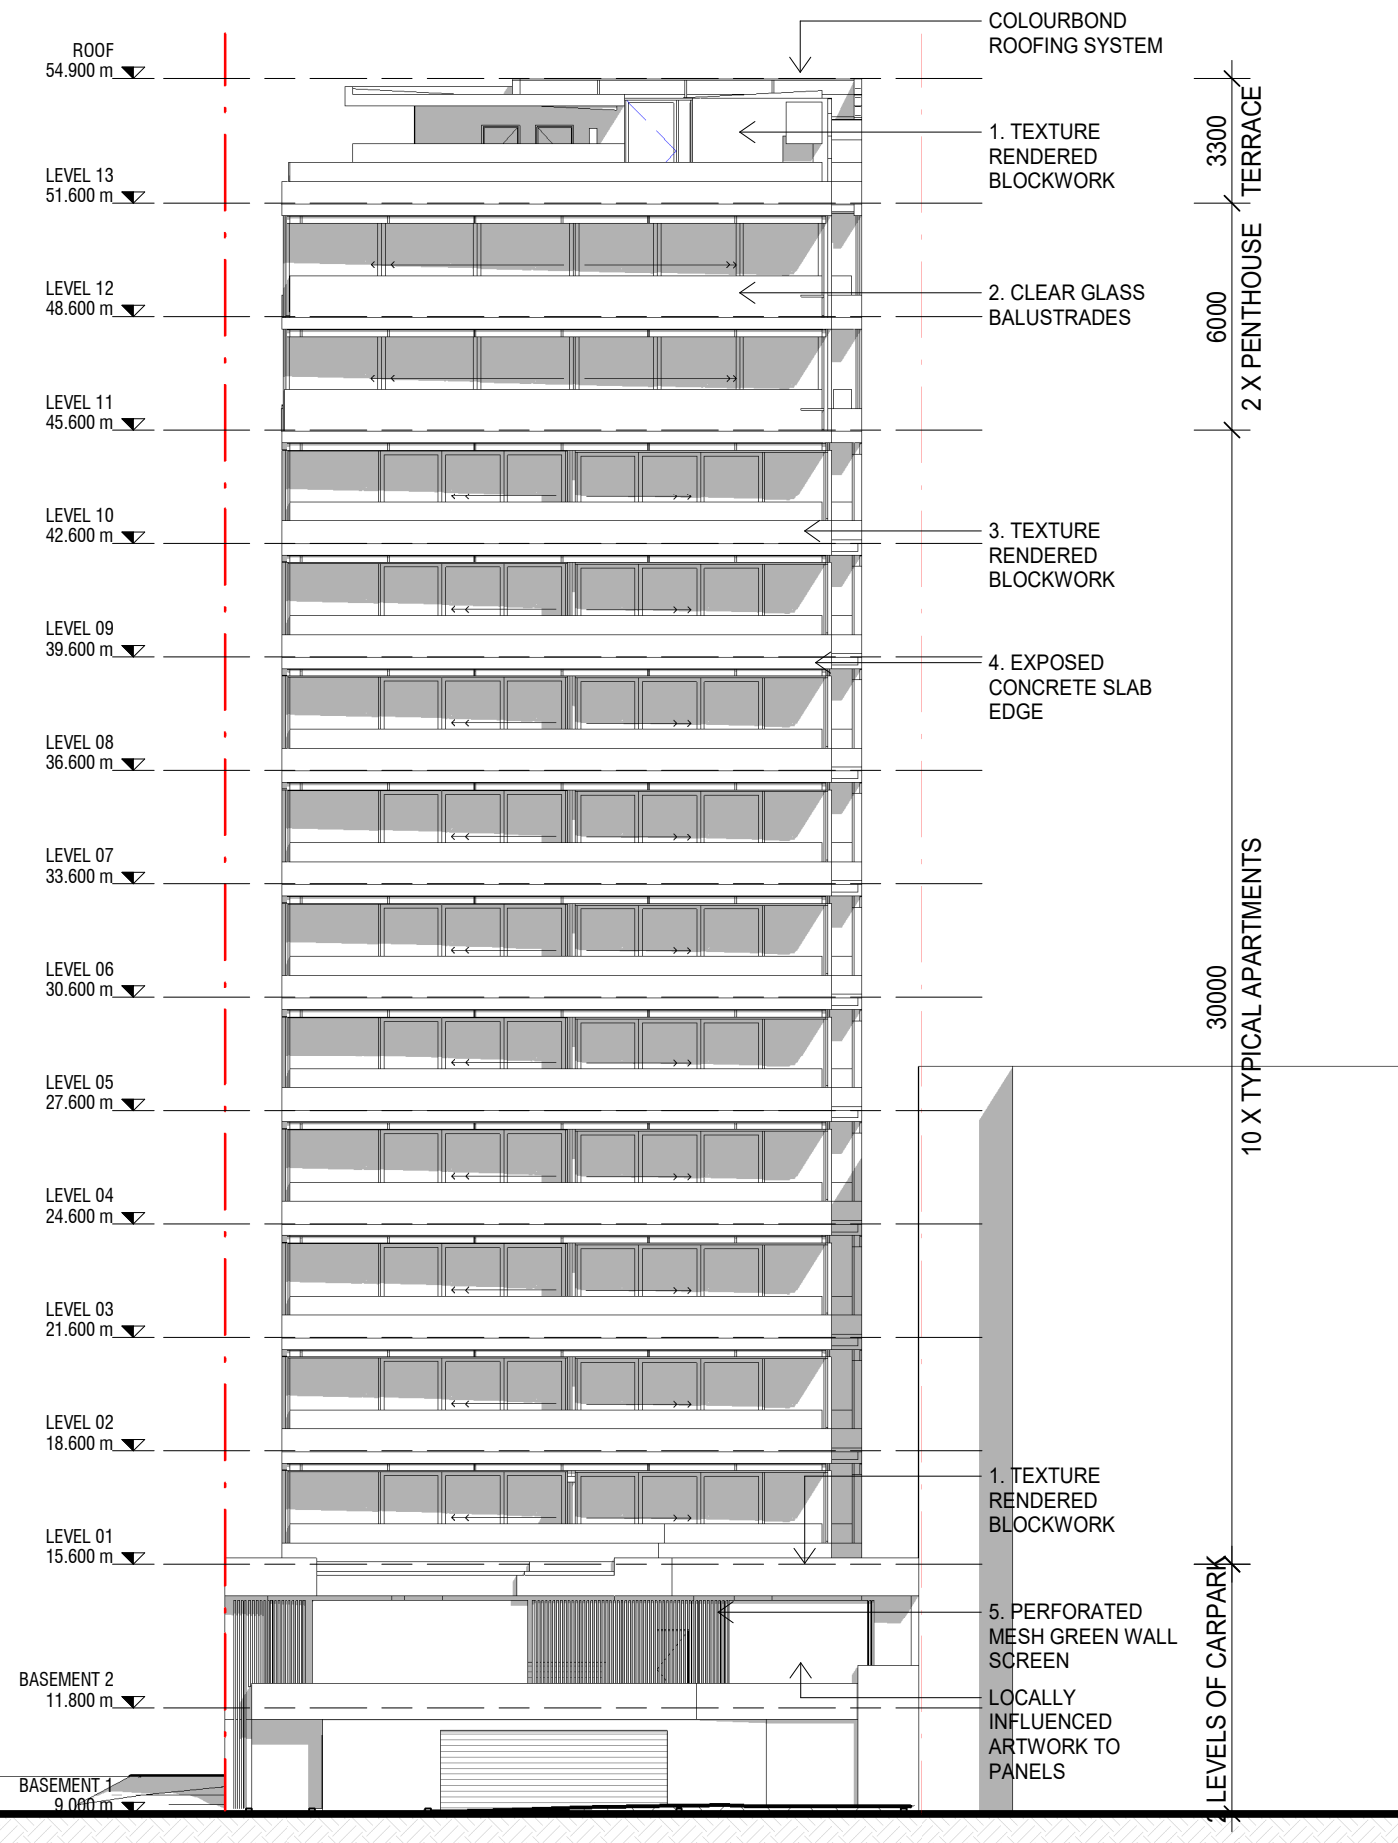 COLOURBOND
ROOFING SYSTEM
ROOF
54.900 m
1. TEXTURE
RENDERED
BLOCKWORK
3300
TERRACE
LEVEL 13
51.600 m
LEVEL 12
48.600 m
2. CLEAR GLASS
BALUSTRADES
6000
2 X PENTHOUSE
LEVEL 11
45.600 m
LEVEL 10
42.600 m
3. TEXTURE
RENDERED
BLOCKWORK
LEVEL 09
39.600 m
4. EXPOSED
CONCRETE SLAB
EDGE
LEVEL 08
36.600 m
LEVEL 07
33.600 m
LEVEL 06
30.600 m
30000
10 X TYPICAL APARTMENTS
LEVEL 05
27.600 m
LEVEL 04
24.600 m
LEVEL 03
21.600 m
LEVEL 02
18.600 m
1. TEXTURE
RENDERED
BLOCKWORK
LEVEL 01
15.600 m
5. PERFORATED
MESH GREEN WALL
SCREEN
BASEMENT 2
11.800 m
LOCALLY
INFLUENCED
ARTWORK TO
PANELS
2 LEVELS OF CARPARK
BASEMENT 1
9.000 m